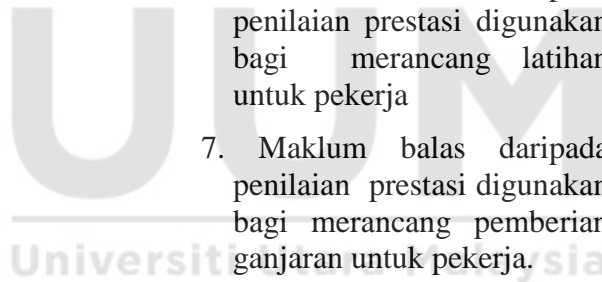 UUM
penilaian prestasi digunakan
bagi merancang latihan
untuk pekerja
7. Maklum balas daripada
penilaian prestasi digunakan
bagi merancang pemberian
ganjaran untuk pekerja.
Universiti Utara Malaysia